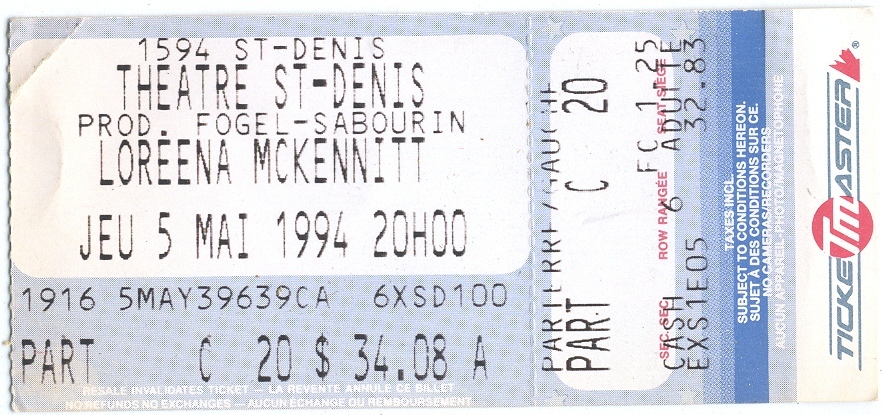 1594 ST-DENIS
THEATRE ST-DENIS
PROD. FOGEL-SABOURIN
LOREENA MCKENNITT
JEU 5 MAI 1994 20H00
1916 5MAY39639CA 6XSD100
PART C 20 $ 34.08 A
RESALE INVALIDATES TICKET – LA REVENTE ANNULE CE BILLET
NO REFUNDS NO EXCHANGES – AUCUN ÉCHANGE OU REMBOURSEMENT
PARTERRE/GAUCHE
PART C 20
SEC. SEC. ROW RANGÉE SEAT SIÈGE
FC 1.25
CASH 6 ADULTE
EXS1E05 32.83
TAXES INCL.
SUBJECT TO CONDITIONS HEREON.
SUJET À DES CONDITIONS SUR CE.
NO CAMERAS/RECORDERS
AUCUN APPAREIL-PHOTO/MAGNÉTOPHONE
TICKETMASTER